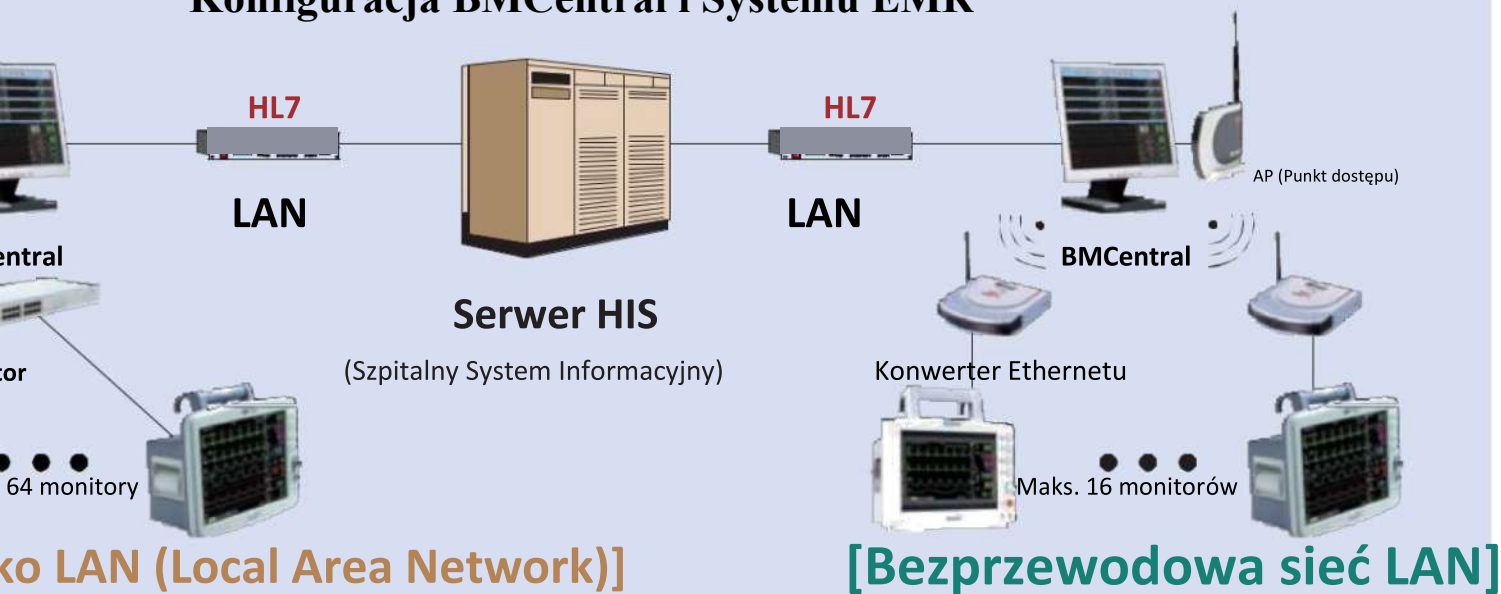 Konfiguracja BMCentral i Systemu EMR
HL7
HL7
AP (Punkt dostępu)
LAN
LAN
entral
BMCentral
Serwer HIS
tor
(Szpitalny System Informacyjny)
Konwerter Ethernetu
64 monitory
Maks. 16 monitorów
ko LAN (Local Area Network)]
[Bezprzewodowa sieć LAN]